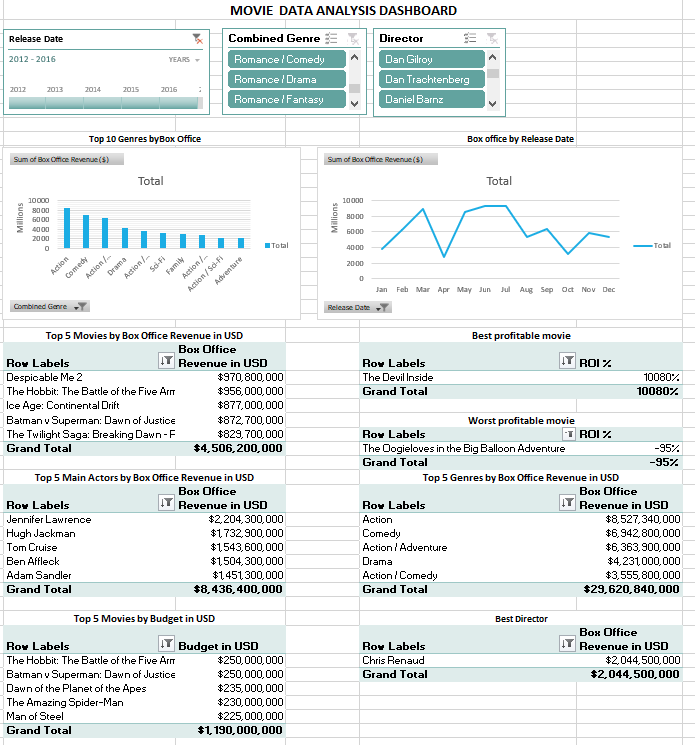 MOVIE DATA ANALYSIS DASHBOARD
Release Date
2012 - 2016 YEARS
2012 2013 2014 2015 2016
Combined Genre
Romance / Comedy
Romance / Drama
Romance / Fantasy
Director
Dan Gilroy
Dan Trachtenberg
Daniel Barnz
Top 10 Genres by Box Office
Sum of Box Office Revenue ($)
Total
Millions
10000
8000
6000
4000
2000
0
Action
Comedy
Action /...
Drama
Action /...
Sci-Fi
Family
Action /...
Action / Sci-Fi
Adventure
Total
Combined Genre
Box office by Release Date
Sum of Box Office Revenue ($)
Total
Millions
10000
8000
6000
4000
2000
0
Jan Feb Mar Apr May Jun Jul Aug Sep Oct Nov Dec
Total
Release Date
Top 5 Movies by Box Office Revenue in USD
Row Labels Box Office Revenue in USD
Despicable Me 2 $970,800,000
The Hobbit: The Battle of the Five Arm $956,000,000
Ice Age: Continental Drift $877,000,000
Batman v Superman: Dawn of Justice $872,700,000
The Twilight Saga: Breaking Dawn - F $829,700,000
Grand Total $4,506,200,000
Best profitable movie
Row Labels ROI %
The Devil Inside 10080%
Grand Total 10080%
Worst profitable movie
Row Labels ROI %
The Oogieloves in the Big Balloon Adventure -95%
Grand Total -95%
Top 5 Main Actors by Box Office Revenue in USD
Row Labels Box Office Revenue in USD
Jennifer Lawrence $2,204,300,000
Hugh Jackman $1,732,900,000
Tom Cruise $1,543,600,000
Ben Affleck $1,504,300,000
Adam Sandler $1,451,300,000
Grand Total $8,436,400,000
Top 5 Genres by Box Office Revenue in USD
Row Labels Box Office Revenue in USD
Action $8,527,340,000
Comedy $6,942,800,000
Action / Adventure $6,363,900,000
Drama $4,231,000,000
Action / Comedy $3,555,800,000
Grand Total $29,620,840,000
Top 5 Movies by Budget in USD
Row Labels Budget in USD
The Hobbit: The Battle of the Five Arm $250,000,000
Batman v Superman: Dawn of Justice $250,000,000
Dawn of the Planet of the Apes $235,000,000
The Amazing Spider-Man $230,000,000
Man of Steel $225,000,000
Grand Total $1,190,000,000
Best Director
Row Labels Box Office Revenue in USD
Chris Renaud $2,044,500,000
Grand Total $2,044,500,000